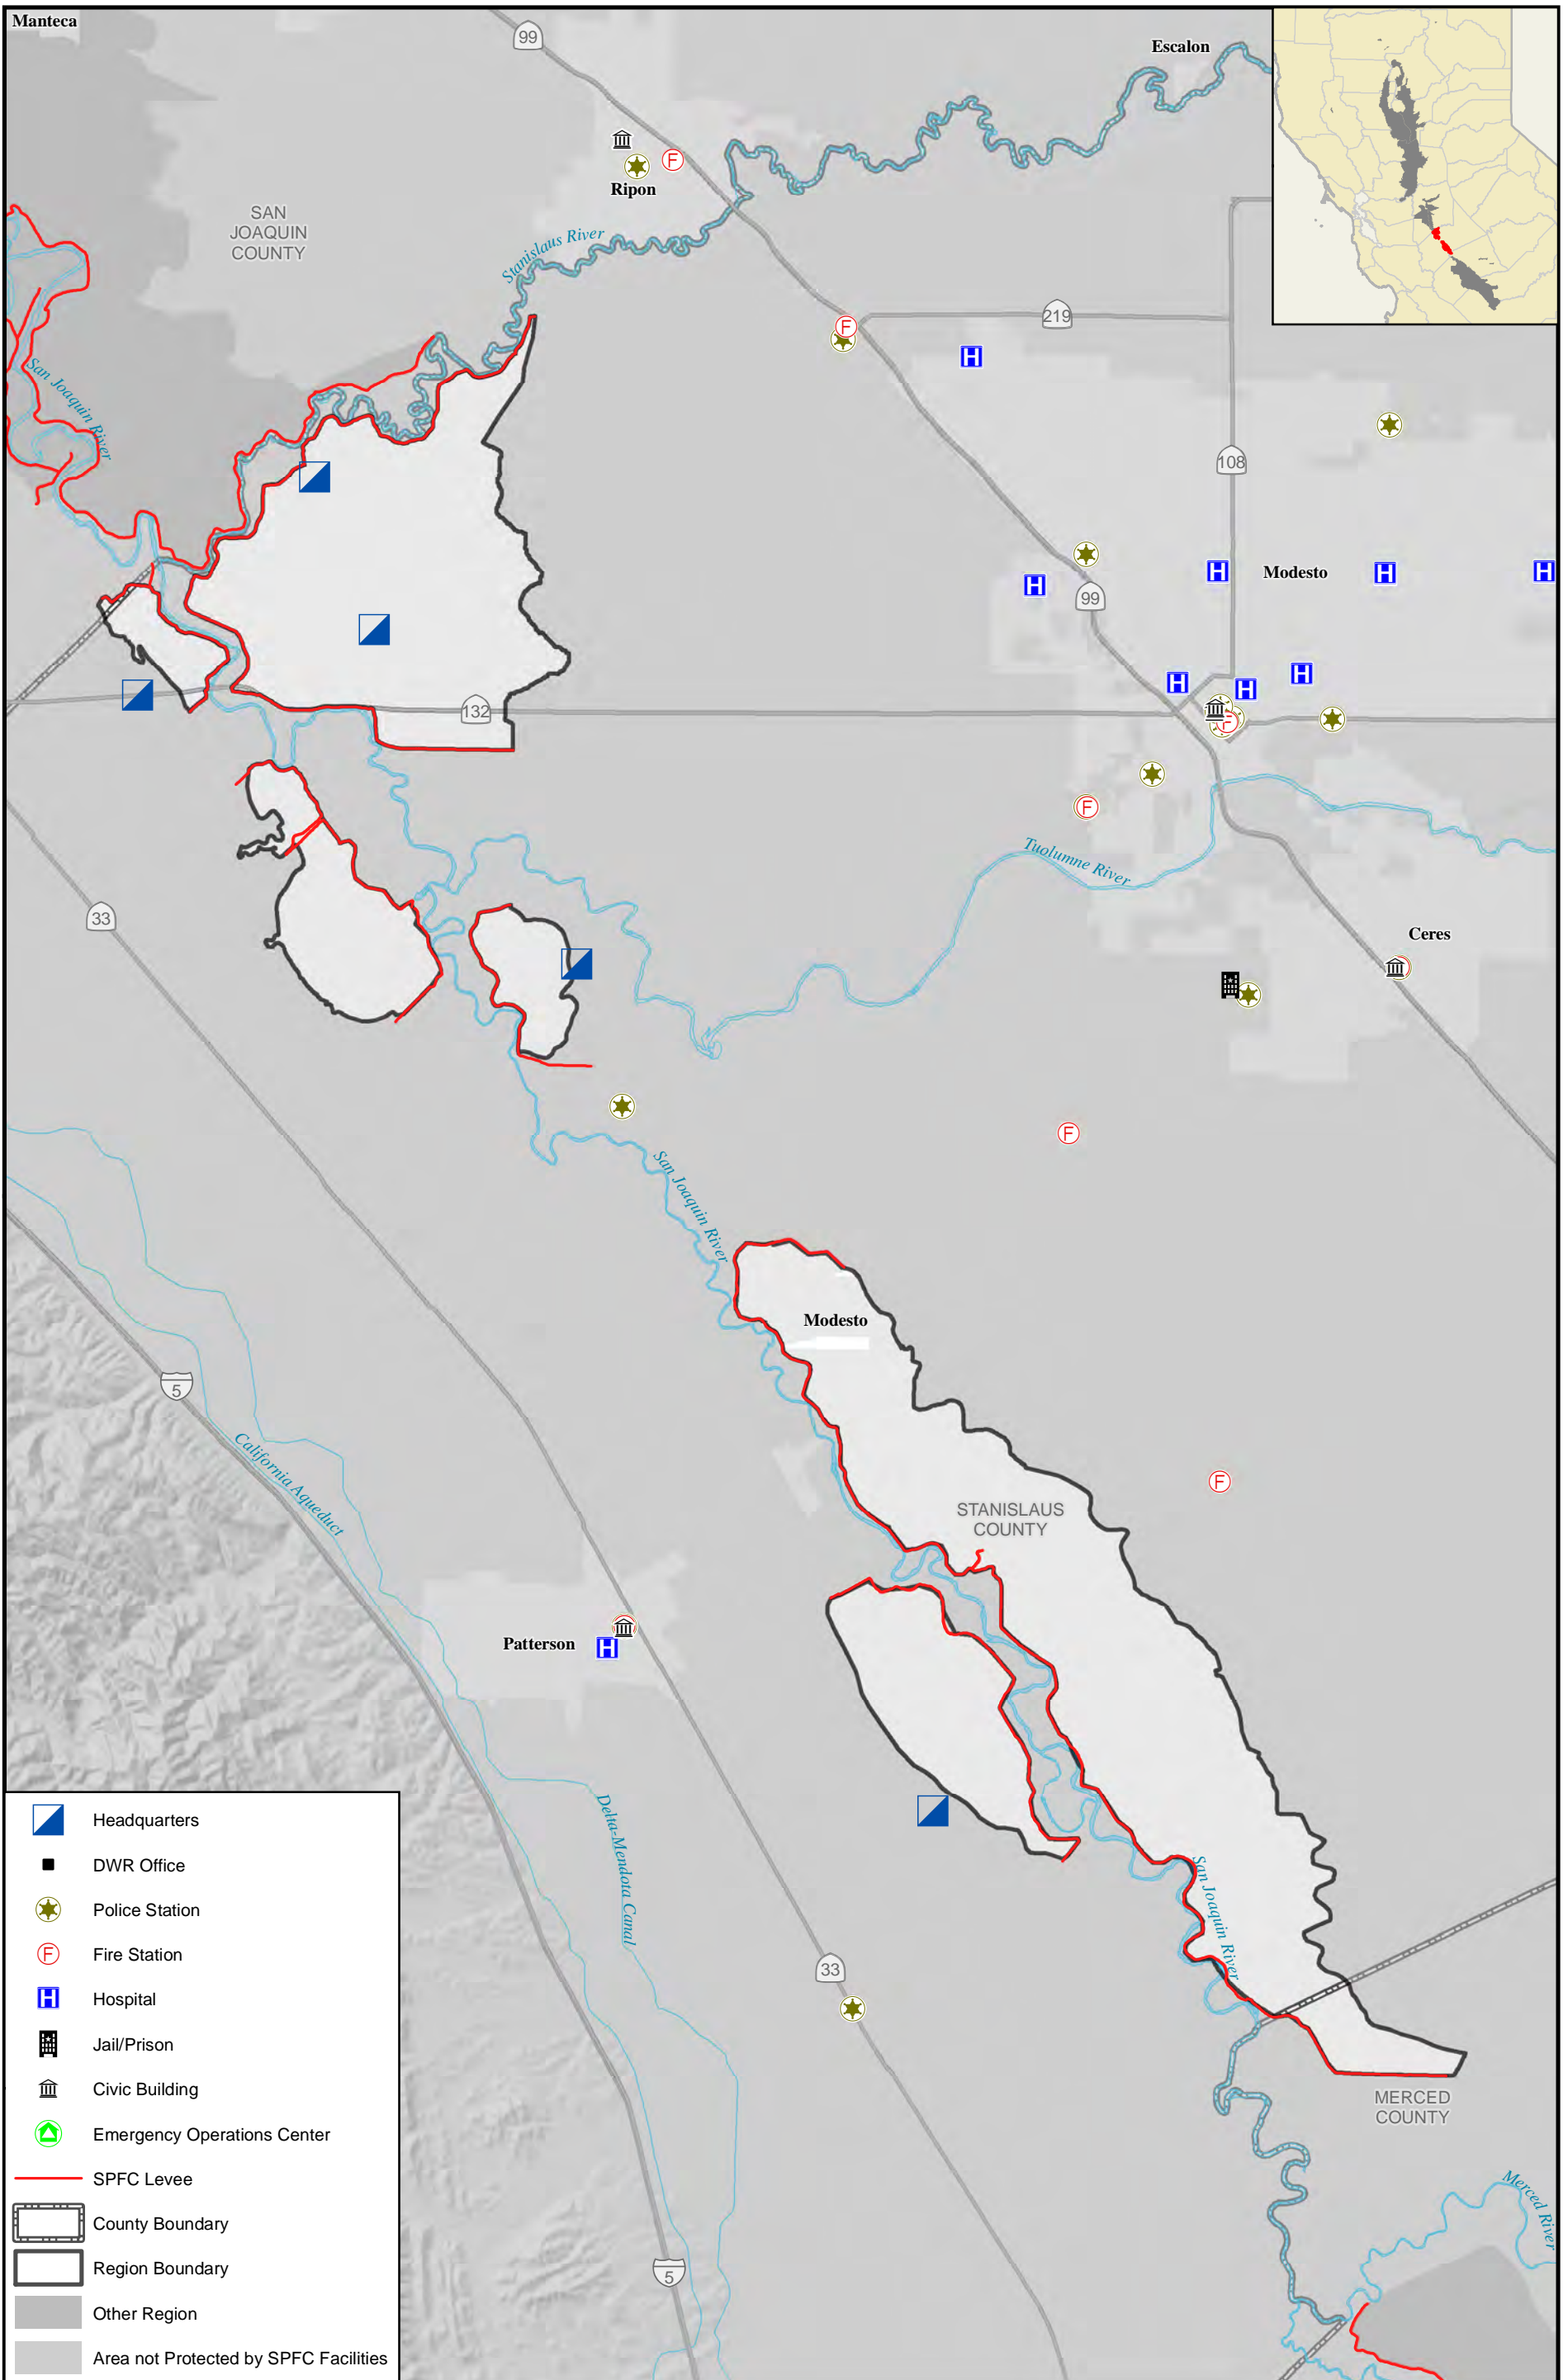 Manteca
99
Escalon
Ripon
SAN
JOAQUIN
COUNTY
Stanislaus River
219
San Joaquin River
108
Modesto
99
132
Tuolumne River
33
Ceres
San Joaquin River
Modesto
5
California Aqueduct
STANISLAUS
COUNTY
Patterson
Delta-Mendota Canal
San Joaquin River
33
MERCED
COUNTY
Merced River
5
Headquarters
DWR Office
Police Station
F Fire Station
H Hospital
Jail/Prison
Civic Building
Emergency Operations Center
SPFC Levee
County Boundary
Region Boundary
Other Region
Area not Protected by SPFC Facilities